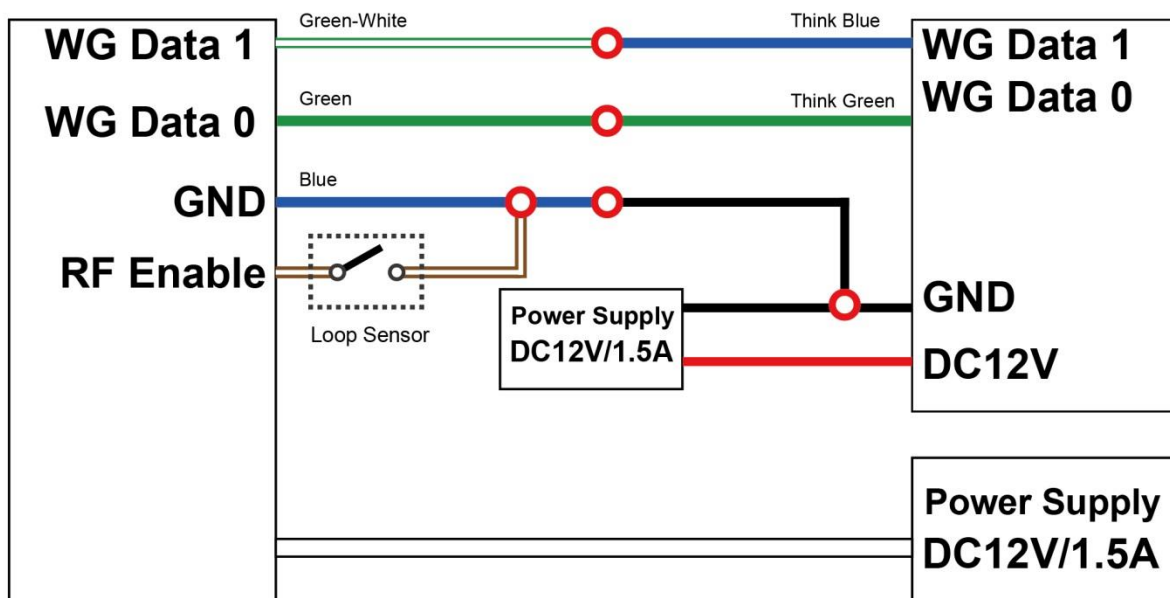 Green-White
Think Blue
WG Data 1
WG Data 1
WG Data 0
Green
Think Green
WG Data 0
Blue
GND
RF Enable
Loop Sensor
Power Supply
DC12V/1.5A
GND
DC12V
Power Supply
DC12V/1.5A